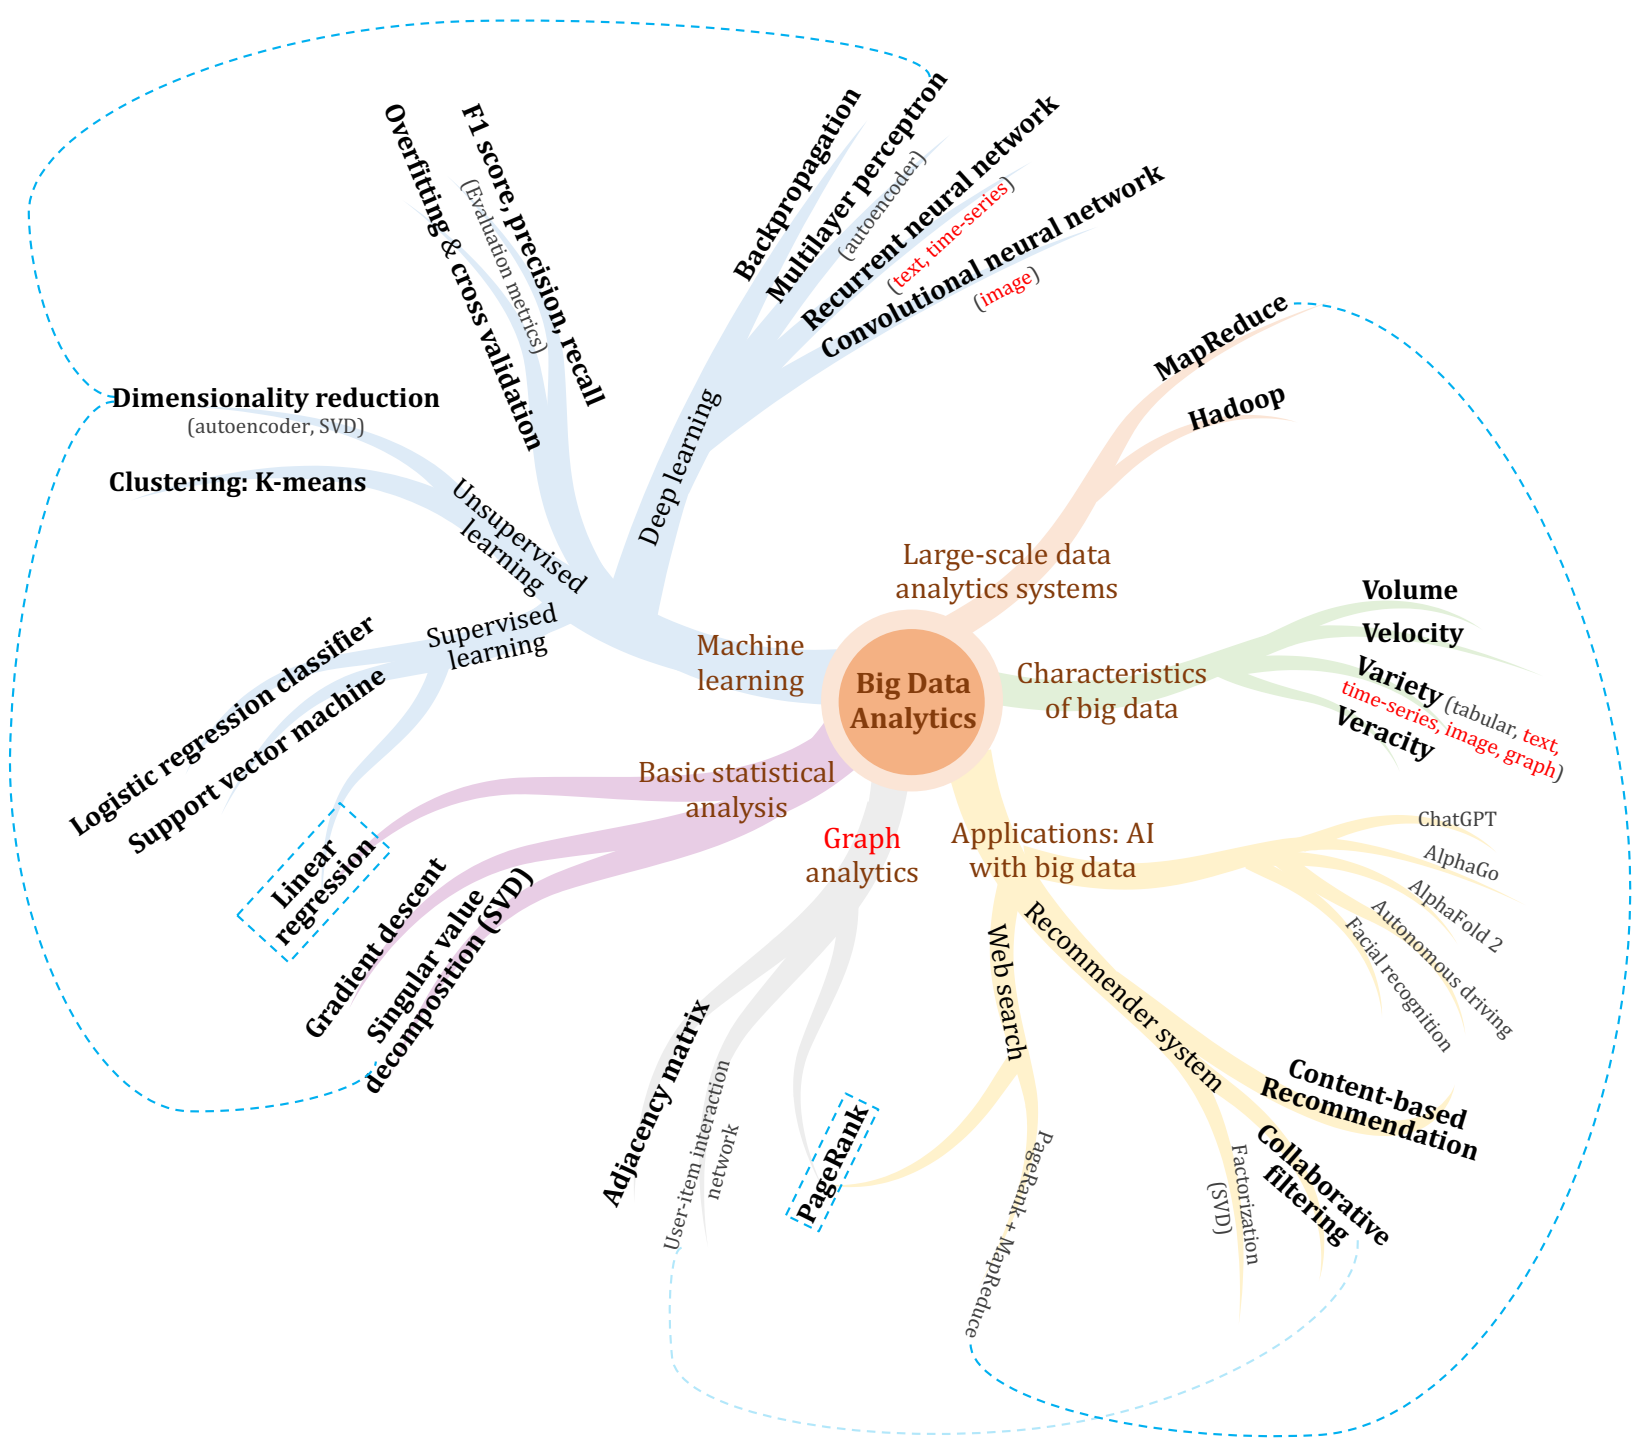 Big Data
Analytics
Machine
learning
Deep learning
Backpropagation
Multilayer perceptron
(autoencoder)
Recurrent neural network
(text, time-series)
Convolutional neural network
(image)
F1 score, precision, recall
(Evaluation metrics)
Overfitting & cross validation
Unsupervised
learning
Dimensionality reduction
(autoencoder, SVD)
Clustering: K-means
Supervised
learning
Logistic regression classifier
Support vector machine
Linear
regression
Basic statistical
analysis
Gradient descent
Singular value
decomposition (SVD)
Graph
analytics
Adjacency matrix
User-item interaction
network
PageRank
Applications: AI
with big data
Web search
PageRank + MapReduce
Recommender system
Factorization
(SVD)
Collaborative
filtering
Content-based
Recommendation
ChatGPT
AlphaGo
AlphaFold 2
Autonomous driving
Facial recognition
Characteristics
of big data
Volume
Velocity
Variety (tabular, text,
time-series, image, graph)
Veracity
Large-scale data
analytics systems
MapReduce
Hadoop